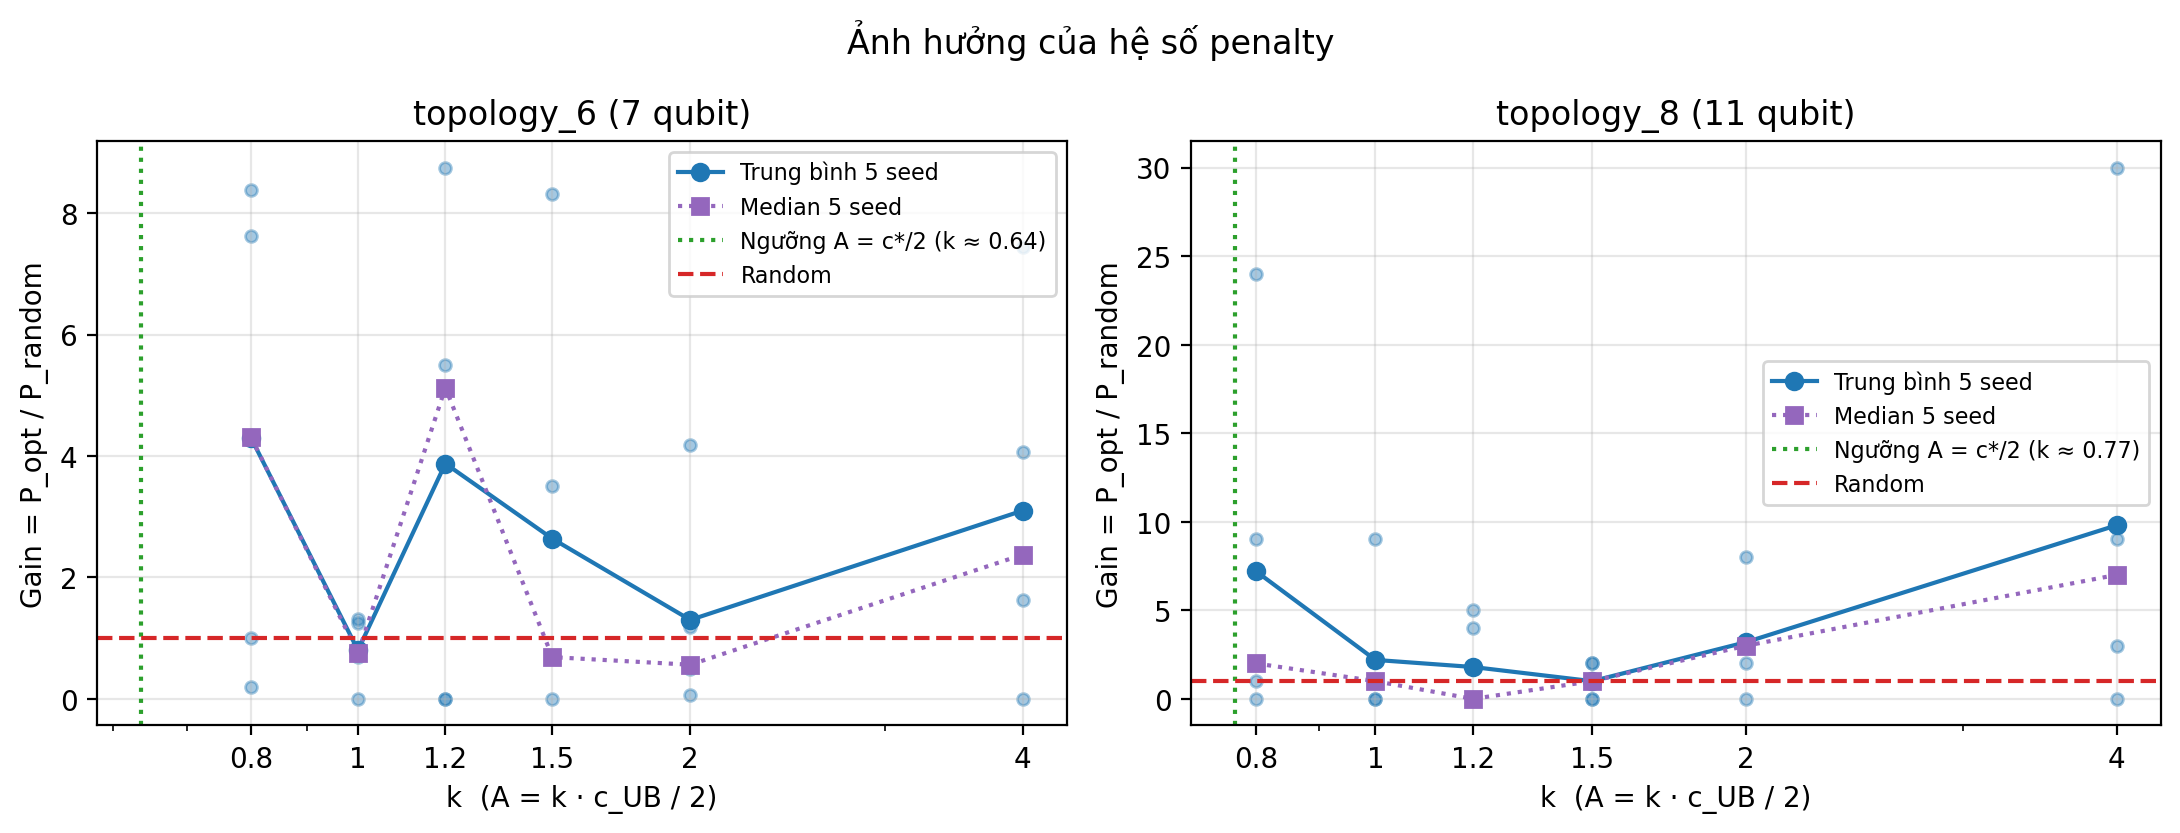 Ảnh hưởng của hệ số penalty
topology_6 (7 qubit)
Gain = P_opt / P_random
8
6
4
2
0
Trung bình 5 seed
Median 5 seed
Ngưỡng A = c*/2 (k ≈ 0.64)
Random
0.8 1 1.2 1.5 2 4
k (A = k · c_UB / 2)
topology_8 (11 qubit)
Gain = P_opt / P_random
30
25
20
15
10
5
0
Trung bình 5 seed
Median 5 seed
Ngưỡng A = c*/2 (k ≈ 0.77)
Random
0.8 1 1.2 1.5 2 4
k (A = k · c_UB / 2)